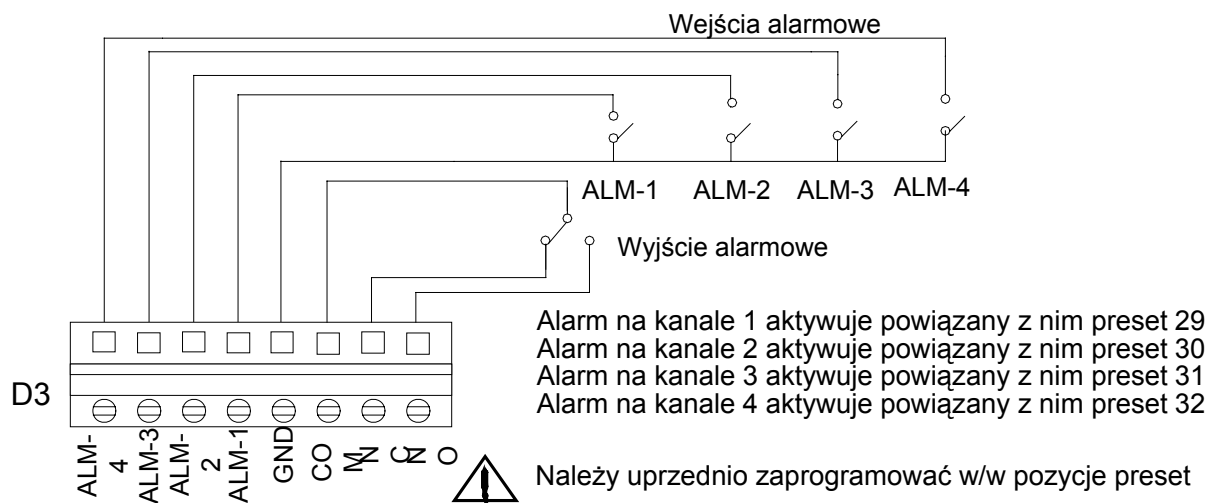 Wejścia alarmowe
ALM-1 ALM-2 ALM-3 ALM-4
Wyjście alarmowe
Alarm na kanale 1 aktywuje powiązany z nim preset 29
Alarm na kanale 2 aktywuje powiązany z nim preset 30
Alarm na kanale 3 aktywuje powiązany z nim preset 31
Alarm na kanale 4 aktywuje powiązany z nim preset 32
D3
ALM-
4
ALM-3
ALM-
2
ALM-1
GND
CO
M
N
C
N
O
Należy uprzednio zaprogramować w/w pozycje preset